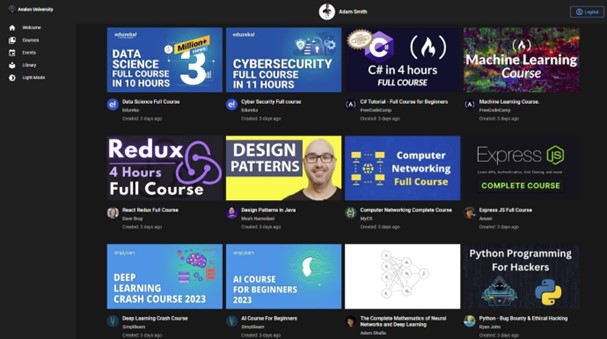 Avalon University
Adam Smith
Logout
Welcome
Courses
Events
Library
Light Mode
edureka!
DATA
SCIENCE
FULL COURSE
IN 10 HOURS
Million+
views
3
Data Science Full Course
Edureka
Created: 3 days ago
edureka!
CYBERSECURITY
FULL COURSE
IN 11 HOURS
Cyber Security Full course
Edureka
Created: 3 days ago
C#
C# in 4 hours
FULL COURSE
C# Tutorial - Full Course for Beginners
FreeCodeCamp
Created: 3 days ago
Machine Learning
Course
Machine Learning Course.
FreeCodeCamp
Created: 3 days ago
Redux
4 Hours
Full Course
React Redux Full Course
Dave Gray
Created: 3 days ago
DESIGN
PATTERNS
Design Patterns in Java
Mosh Hamedani
Created: 3 days ago
Computer
Networking
Full Course
Computer Networking Complete Course
MyCS
Created: 3 days ago
Express JS
COMPLETE COURSE
Express JS Full Course
Created: 3 days ago
simplilearn
DEEP
LEARNING
CRASH COURSE 2023
Deep Learning Crash Course
Simplilearn
Created: 3 days ago
simplilearn
AI COURSE
FOR BEGINNERS
2023
AI Course For Beginners
Simplilearn
Created: 3 days ago
The Complete Mathematics of Neural
Networks and Deep Learning
Adam Dhalla
Created: 3 days ago
Python Programming
For Hackers
Python - Bug Bounty & Ethical Hacking
Ryan John
Created: 3 days ago